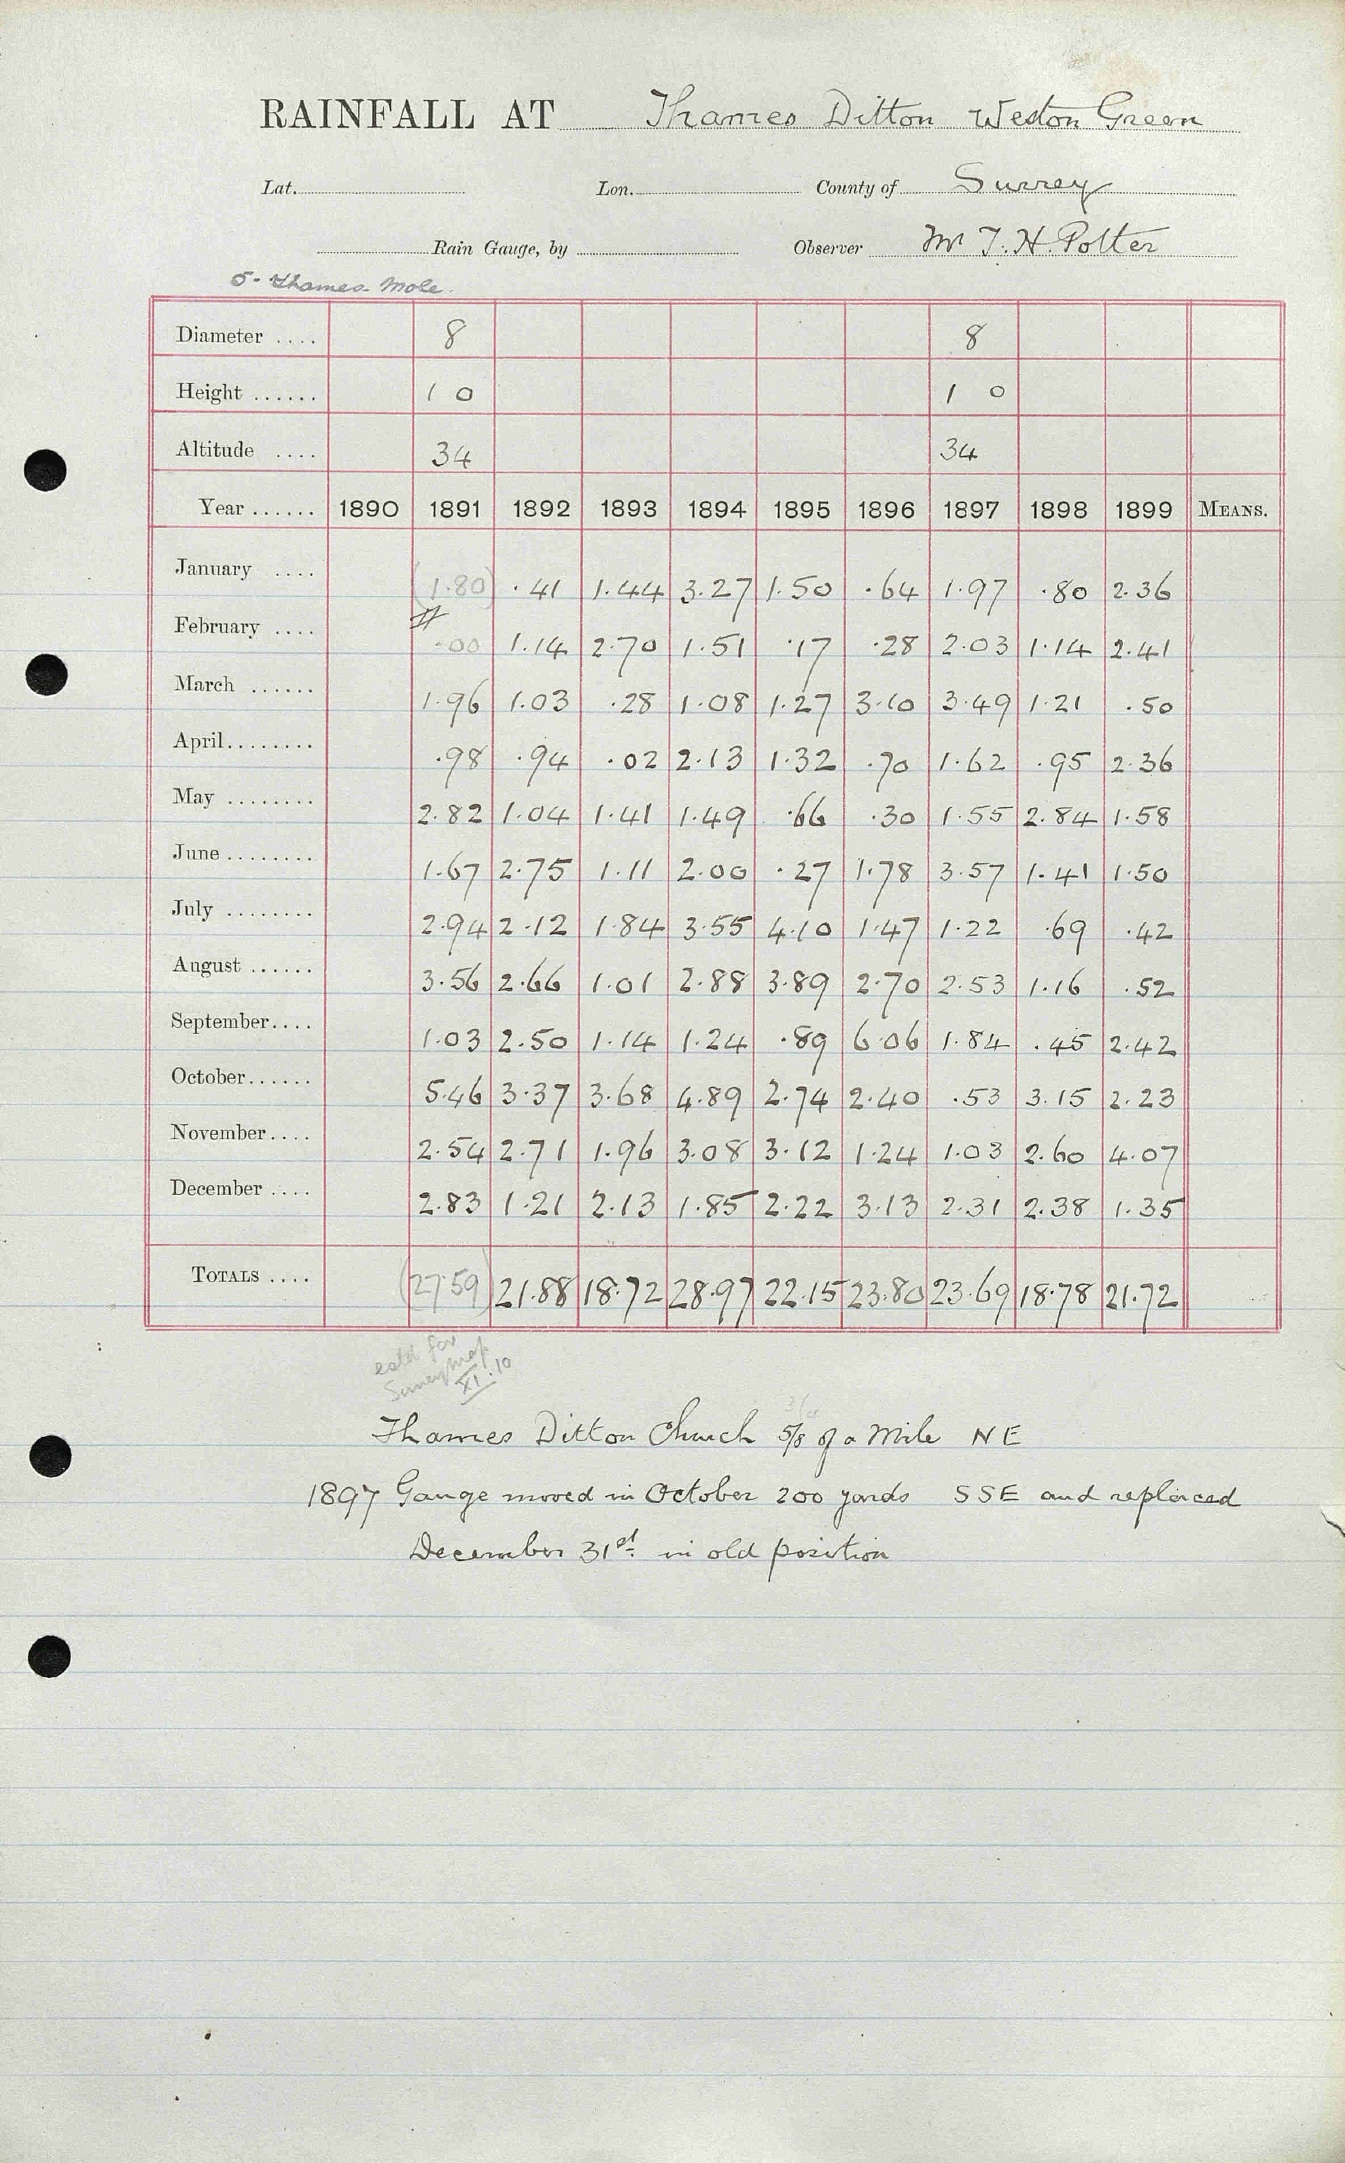 RAINFALL AT Thames Ditton Weston Green
Lat. Lon. County of Surrey
Rain Gauge, by Observer Mr T. H. Potter
5- Thames-Mole.
Diameter .... 8 8
Height ...... 1 0 1 0
Altitude .... 34 34
Year ...... 1890 1891 1892 1893 1894 1895 1896 1897 1898 1899 MEANS.
January .... (1.80) .41 1.44 3.27 1.50 .64 1.97 .80 2.36
February .... # .00 1.14 2.70 1.51 .17 .28 2.03 1.14 2.41
March ...... 1.96 1.03 .28 1.08 1.27 3.10 3.49 1.21 .50
April........ .98 .94 .02 2.13 1.32 .70 1.62 .95 2.36
May ........ 2.82 1.04 1.41 1.49 .66 .30 1.55 2.84 1.58
June ........ 1.67 2.75 1.11 2.00 .27 1.78 3.57 1.41 1.50
July ........ 2.94 2.12 1.84 3.55 4.10 1.47 1.22 .69 .42
August ...... 3.56 2.66 1.01 2.88 3.89 2.70 2.53 1.16 .52
September.... 1.03 2.50 1.14 1.24 .89 6.06 1.84 .45 2.42
October...... 5.46 3.37 3.68 4.89 2.74 2.40 .53 3.15 2.23
November.... 2.54 2.71 1.96 3.08 3.12 1.24 1.03 2.60 4.07
December .... 2.83 1.21 2.13 1.85 2.22 3.13 2.31 2.38 1.35
TOTALS .... (27.59) 21.88 18.72 28.97 22.15 23.80 23.69 18.78 21.72
estd for
Surrey map
XI.10
Thames Ditton Church 5/8 of a Mile NE
1897 Gauge moved in October 200 yards SSE and replaced
December 31st. in old position